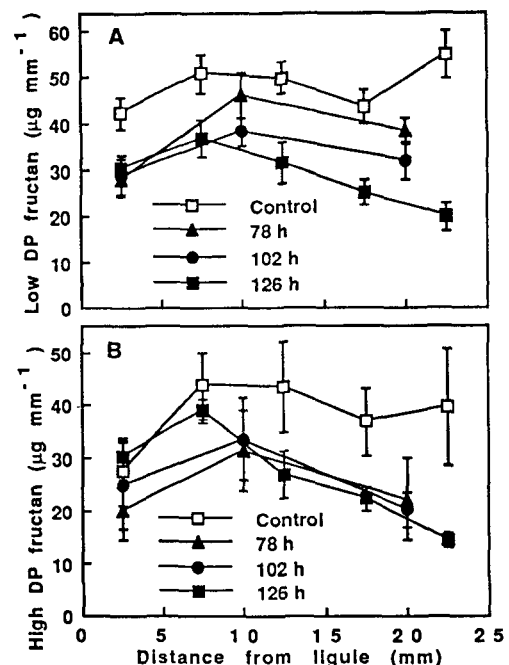 60
50
40
30
20
10
0
Low DP fructan (µg mm⁻¹)
A
Control
78 h
102 h
126 h
50
40
30
20
10
0
High DP fructan (µg mm⁻¹)
B
Control
78 h
102 h
126 h
0 5 10 15 20 25
Distance from ligule (mm)